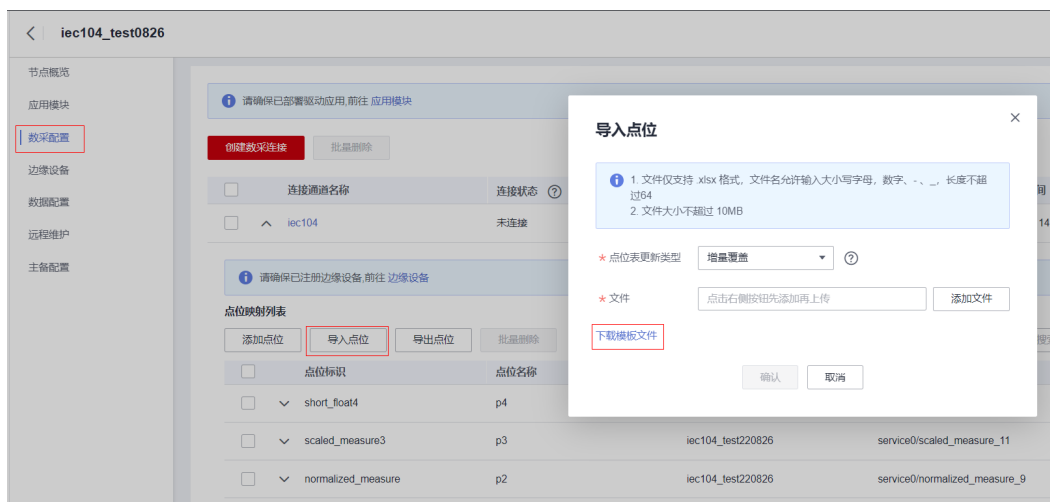 iec104_test0826
节点概览
应用模块
数采配置
边缘设备
数据配置
远程维护
主备配置
请确保已部署驱动应用,前往 应用模块
创建数采连接
批量删除
连接通道名称
连接状态
间
iec104
未连接
14
请确保已注册边缘设备,前往 边缘设备
点位映射列表
添加点位
导入点位
导出点位
批量删除
搜
点位标识
点位名称
short_float4
p4
scaled_measure3
p3
iec104_test220826
service0/scaled_measure_11
normalized_measure
p2
iec104_test220826
service0/normalized_measure_9
导入点位
1. 文件仅支持 .xlsx 格式，文件名允许输入大小写字母，数字、-、_，长度不超
过64
2. 文件大小不超过 10MB
* 点位表更新类型
增量覆盖
* 文件
点击右侧按钮先添加再上传
添加文件
下载模板文件
确认
取消